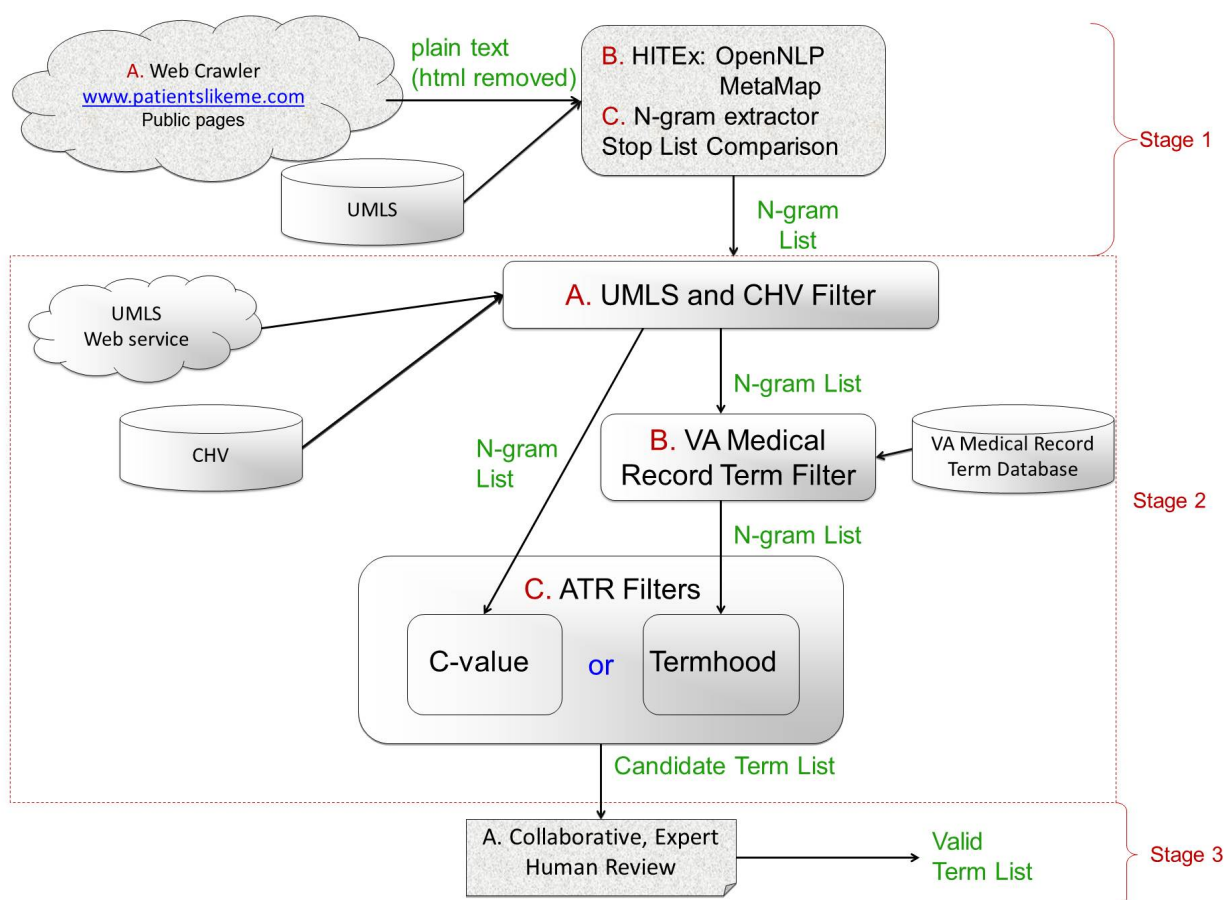 A. Web Crawler
www.patientslikeme.com
Public pages
plain text
(html removed)
B. HITEx: OpenNLP
MetaMap
C. N-gram extractor
Stop List Comparison
Stage 1
UMLS
N-gram
List
A. UMLS and CHV Filter
UMLS
Web service
N-gram List
CHV
N-gram
List
B. VA Medical
Record Term Filter
VA Medical Record
Term Database
Stage 2
N-gram List
C. ATR Filters
C-value
or
Termhood
Candidate Term List
A. Collaborative, Expert
Human Review
Valid
Term List
Stage 3